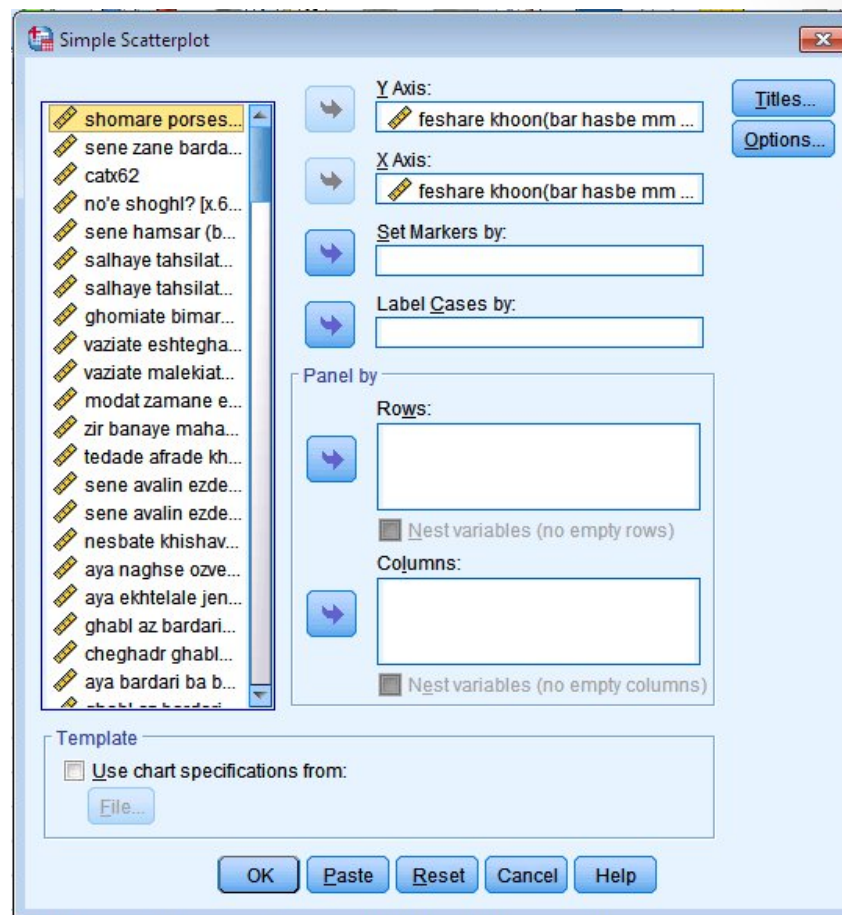 Simple Scatterplot
shomare porses...
sene zane barda...
catx62
no'e shoghl? [x.6...
sene hamsar (b...
salhaye tahsilat...
salhaye tahsilat...
ghomiate bimar...
vaziate eshtegha...
vaziate malekiat...
modat zamane e...
zir banaye maha...
tedade afrade kh...
sene avalin ezde...
sene avalin ezde...
nesbate khishav...
aya naghse ozve...
aya ekhtelale jen...
ghabl az bardari...
cheghadr ghabl...
aya bardari ba b...
Y Axis:
feshare khoon(bar hasbe mm ...
X Axis:
feshare khoon(bar hasbe mm ...
Set Markers by:
Label Cases by:
Panel by
Rows:
Nest variables (no empty rows)
Columns:
Nest variables (no empty columns)
Titles...
Options...
Template
Use chart specifications from:
File...
OK Paste Reset Cancel Help